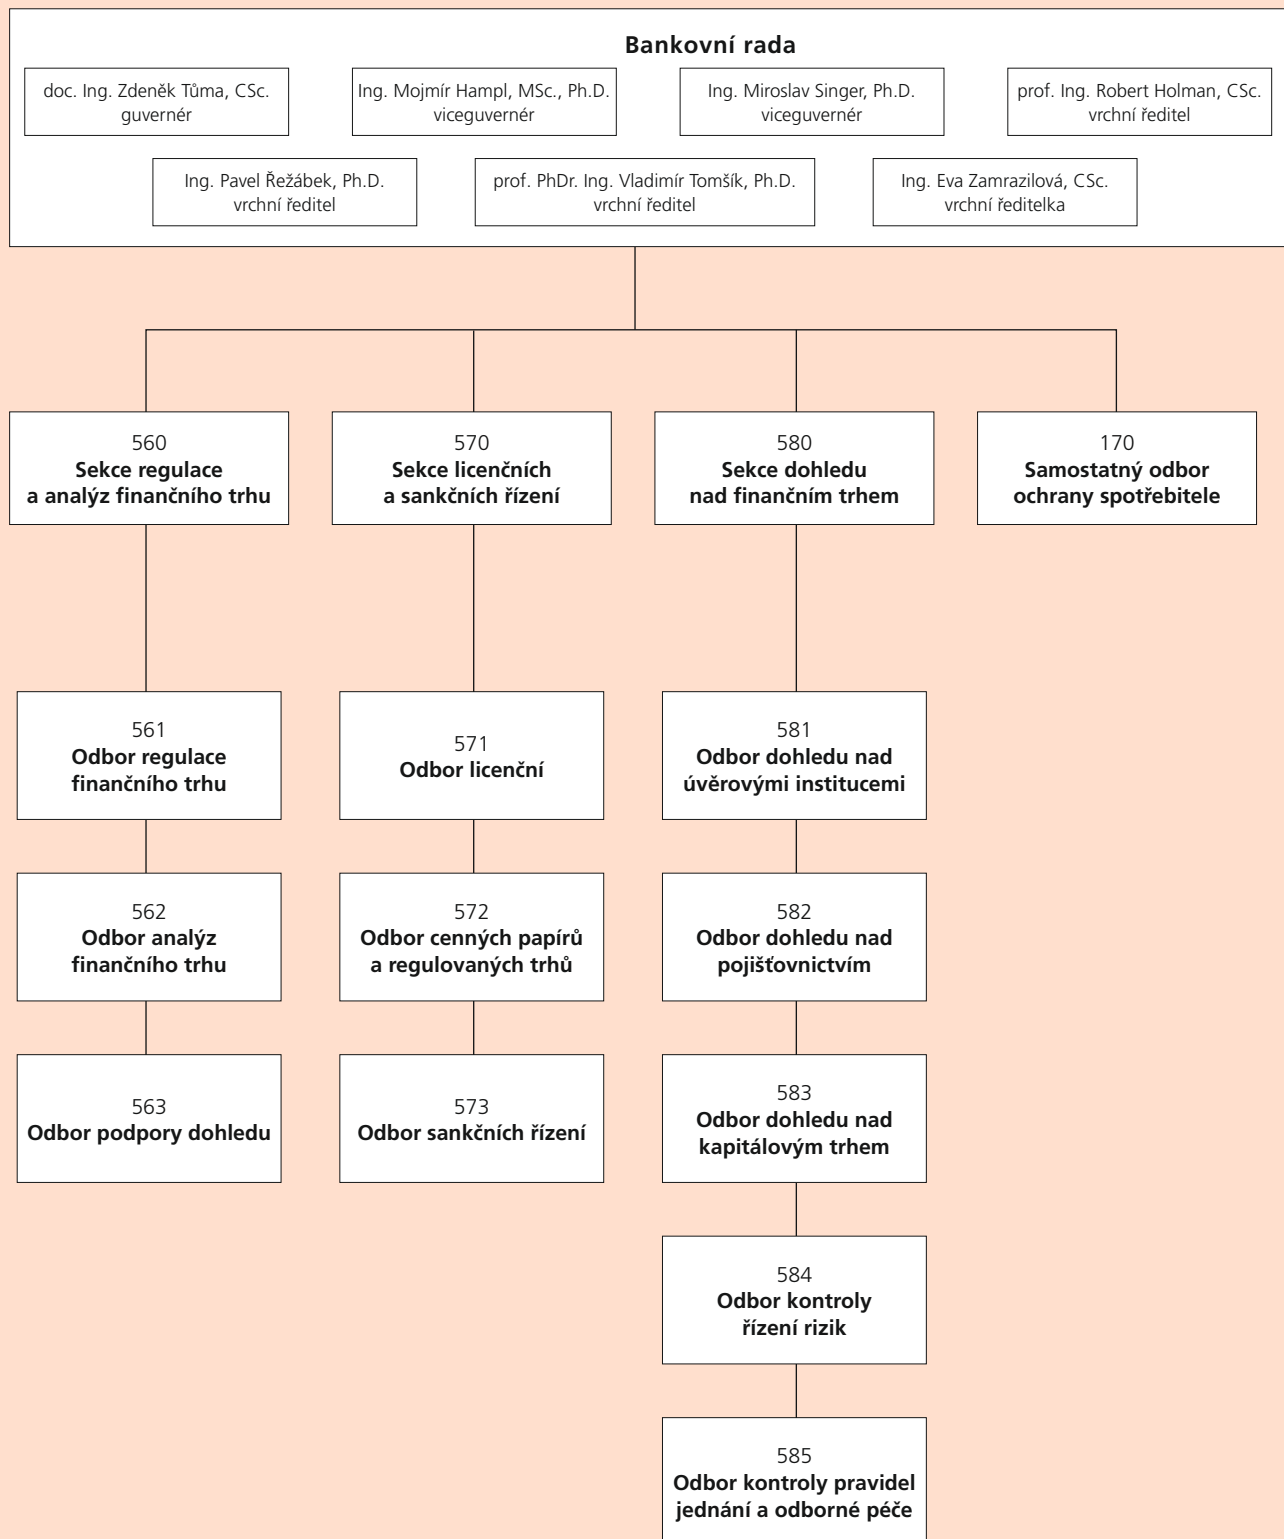 Bankovní rada
doc. Ing. Zdeněk Tůma, CSc.
guvernér
Ing. Mojmír Hampl, MSc., Ph.D.
viceguvernér
Ing. Miroslav Singer, Ph.D.
viceguvernér
prof. Ing. Robert Holman, CSc.
vrchní ředitel
Ing. Pavel Řežábek, Ph.D.
vrchní ředitel
prof. PhDr. Ing. Vladimír Tomšík, Ph.D.
vrchní ředitel
Ing. Eva Zamrazilová, CSc.
vrchní ředitelka
560
Sekce regulace
a analýz finančního trhu
570
Sekce licenčních
a sankčních řízení
580
Sekce dohledu
nad finančním trhem
170
Samostatný odbor
ochrany spotřebitele
561
Odbor regulace
finančního trhu
571
Odbor licenční
581
Odbor dohledu nad
úvěrovými institucemi
562
Odbor analýz
finančního trhu
572
Odbor cenných papírů
a regulovaných trhů
582
Odbor dohledu nad
pojišťovnictvím
563
Odbor podpory dohledu
573
Odbor sankčních řízení
583
Odbor dohledu nad
kapitálovým trhem
584
Odbor kontroly
řízení rizik
585
Odbor kontroly pravidel
jednání a odborné péče